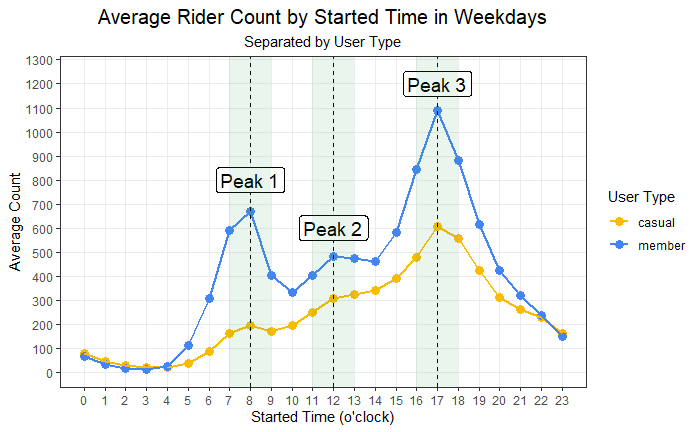 Average Rider Count by Started Time in Weekdays
Separated by User Type
1300
1200
1100
1000
900
800
700
600
500
400
300
200
100
0
Average Count
Peak 1
Peak 2
Peak 3
0 1 2 3 4 5 6 7 8 9 10 11 12 13 14 15 16 17 18 19 20 21 22 23
Started Time (o'clock)
User Type
casual
member